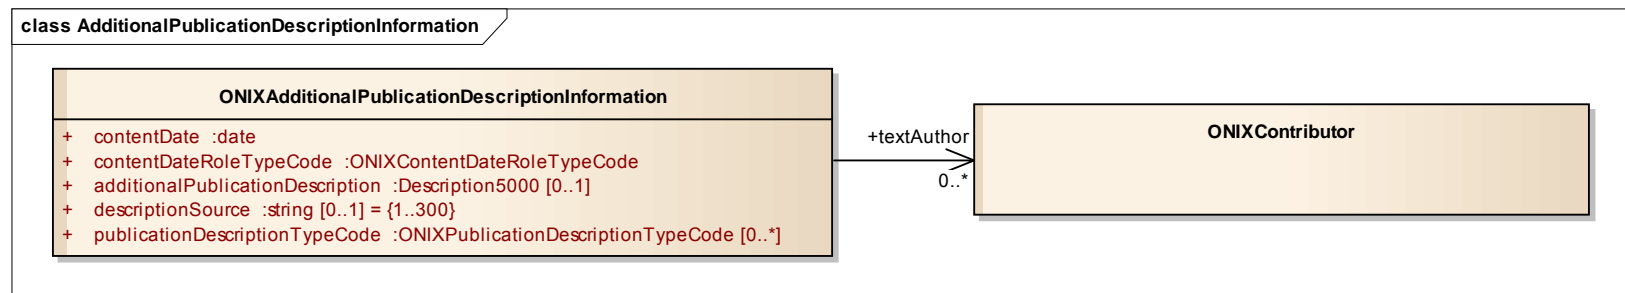 class AdditionalPublicationDescriptionInformation
ONIXAdditionalPublicationDescriptionInformation
+ contentDate :date
+ contentDateRoleTypeCode :ONIXContentDateRoleTypeCode
+ additionalPublicationDescription :Description5000 [0..1]
+ descriptionSource :string [0..1] = {1..300}
+ publicationDescriptionTypeCode :ONIXPublicationDescriptionTypeCode [0..*]
+textAuthor
0..*
ONIXContributor